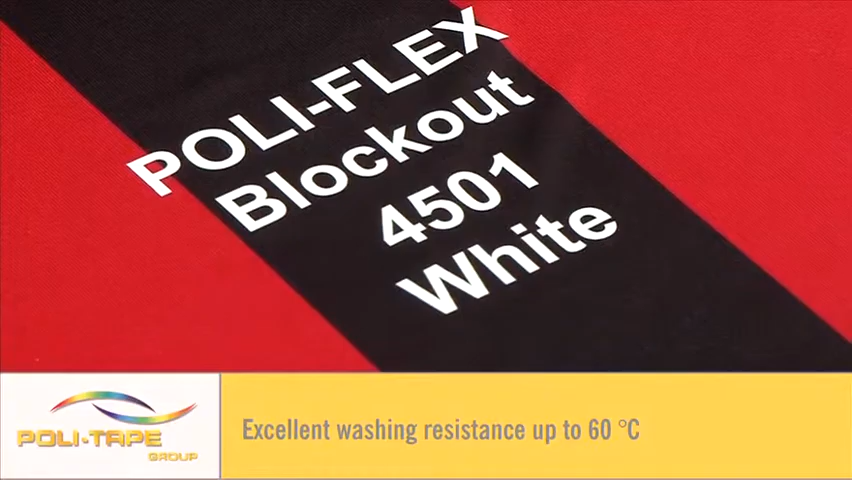 POLI-FLEX
Blockout
4501
White
POLI-TAPE
GROUP
Excellent washing resistance up to 60 °C